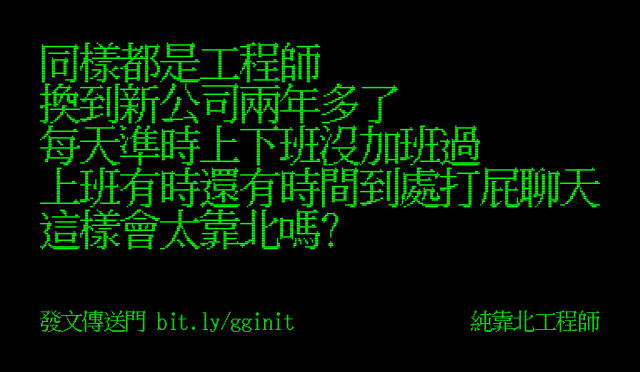 同樣都是工程師
換到新公司兩年多了
每天準時上下班沒加班過
上班有時還有時間到處打屁聊天
這樣會太靠北嗎?
發文傳送門 bit.ly/gginit
純靠北工程師